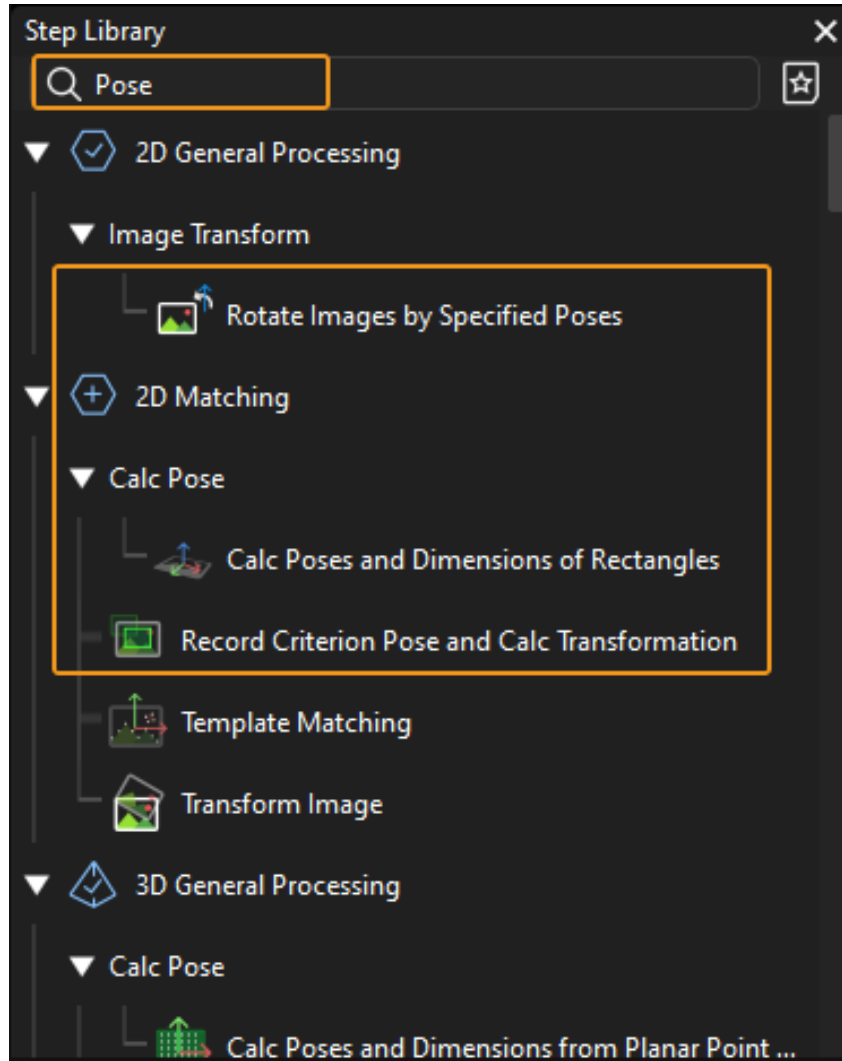 Step Library
Pose
2D General Processing
Image Transform
Rotate Images by Specified Poses
2D Matching
Calc Pose
Calc Poses and Dimensions of Rectangles
Record Criterion Pose and Calc Transformation
Template Matching
Transform Image
3D General Processing
Calc Pose
Calc Poses and Dimensions from Planar Point ...